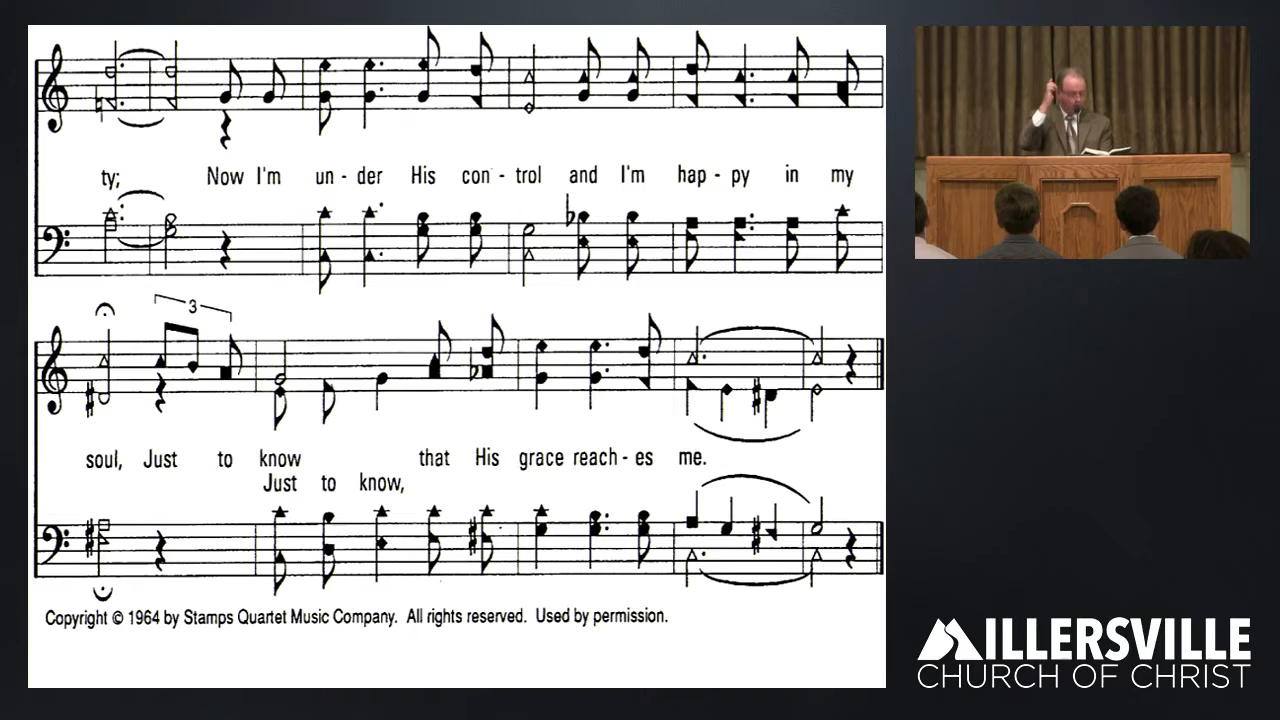 ty; Now I'm un - der His con - trol and I'm hap - py in my
3
soul, Just to know that His grace reach - es me.
Just to know,
Copyright © 1964 by Stamps Quartet Music Company. All rights reserved. Used by permission.
MILLERSVILLE
CHURCH OF CHRIST